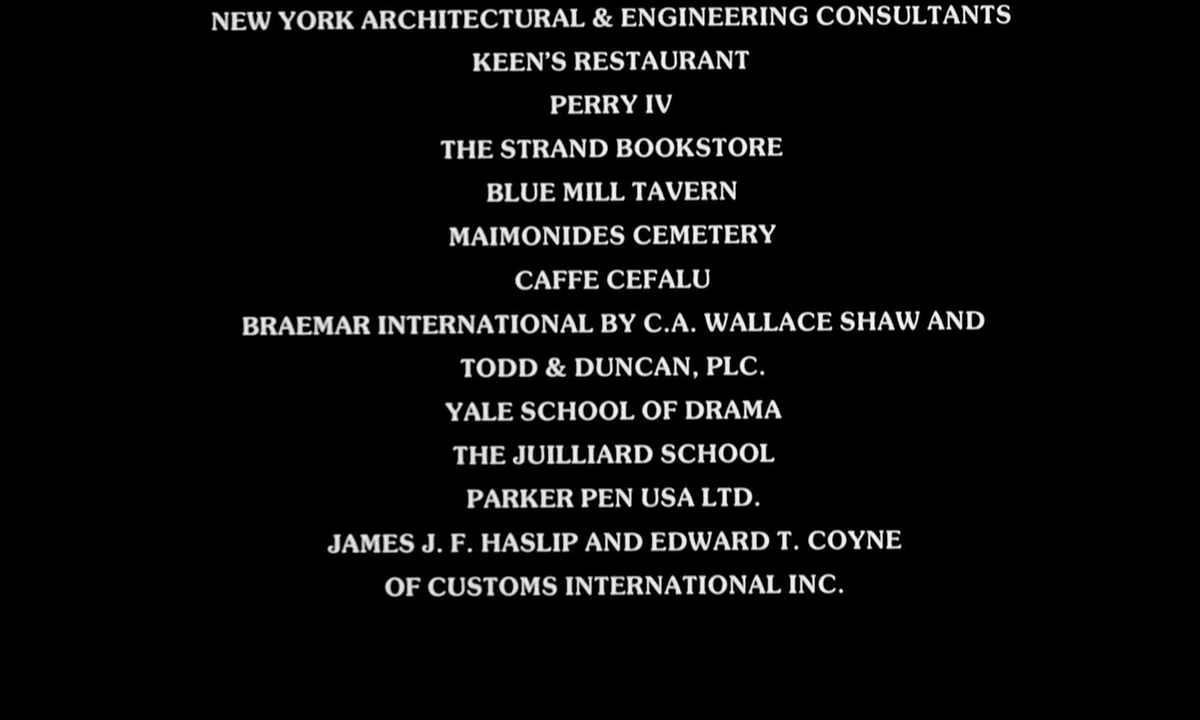 NEW YORK ARCHITECTURAL & ENGINEERING CONSULTANTS
KEEN'S RESTAURANT
PERRY IV
THE STRAND BOOKSTORE
BLUE MILL TAVERN
MAIMONIDES CEMETERY
CAFFE CEFALU
BRAEMAR INTERNATIONAL BY C.A. WALLACE SHAW AND
TODD & DUNCAN, PLC.
YALE SCHOOL OF DRAMA
THE JUILLIARD SCHOOL
PARKER PEN USA LTD.
JAMES J. F. HASLIP AND EDWARD T. COYNE
OF CUSTOMS INTERNATIONAL INC.